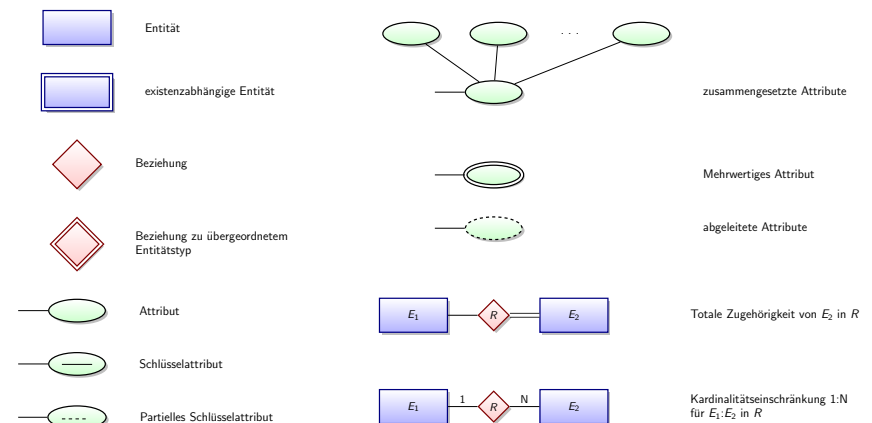 Entität
existenzabhängige Entität
Beziehung
Beziehung zu übergeordnetem
Entitätstyp
Attribut
Schlüsselattribut
Partielles Schlüsselattribut
. . .
zusammengesetzte Attribute
Mehrwertiges Attribut
abgeleitete Attribute
E₁ R E₂
Totale Zugehörigkeit von E₂ in R
E₁ 1 R N E₂
Kardinalitätseinschränkung 1:N
für E₁:E₂ in R